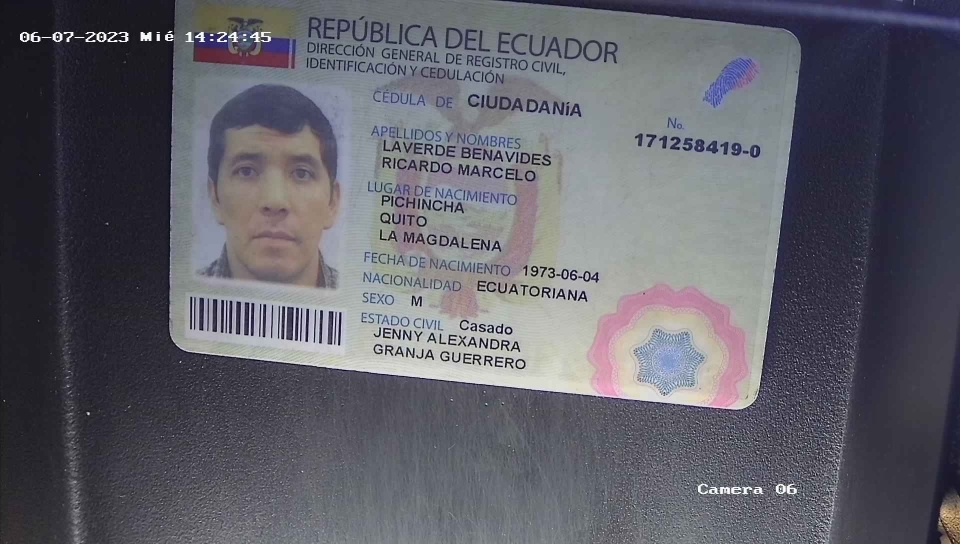 06-07-2023 Mié 14:24:45
REPÚBLICA DEL ECUADOR
DIRECCIÓN GENERAL DE REGISTRO CIVIL,
IDENTIFICACIÓN Y CEDULACIÓN
CÉDULA DE CIUDADANíA
No.
171258419-0
APELLIDOS Y NOMBRES
LAVERDE BENAVIDES
RICARDO MARCELO
LUGAR DE NACIMIENTO
PICHINCHA
QUITO
LA MAGDALENA
FECHA DE NACIMIENTO 1973-06-04
NACIONALIDAD ECUATORIANA
SEXO M
ESTADO CIVIL Casado
JENNY ALEXANDRA
GRANJA GUERRERO
Camera 06